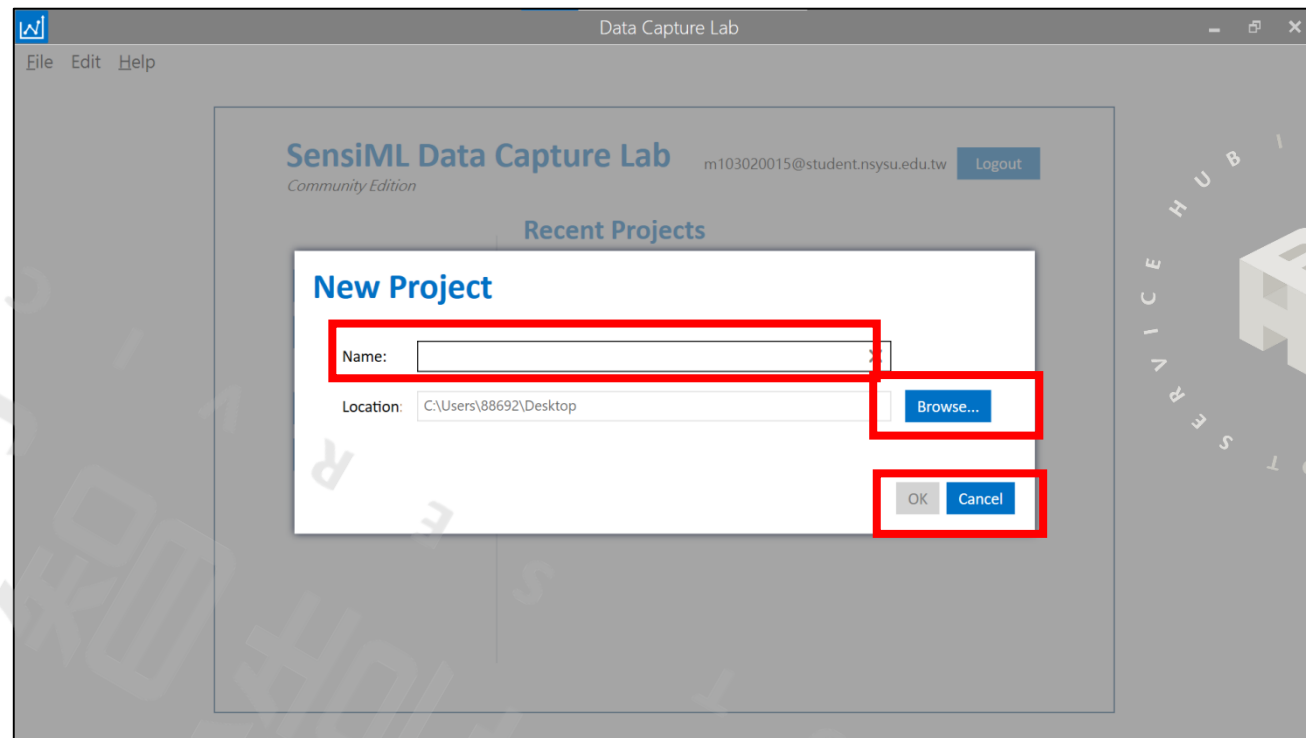 Data Capture Lab
File Edit Help
SensiML Data Capture Lab
m103020015@student.nsysu.edu.tw
Logout
Community Edition
Recent Projects
New Project
Name:
Location: C:\Users\88692\Desktop
Browse...
OK Cancel